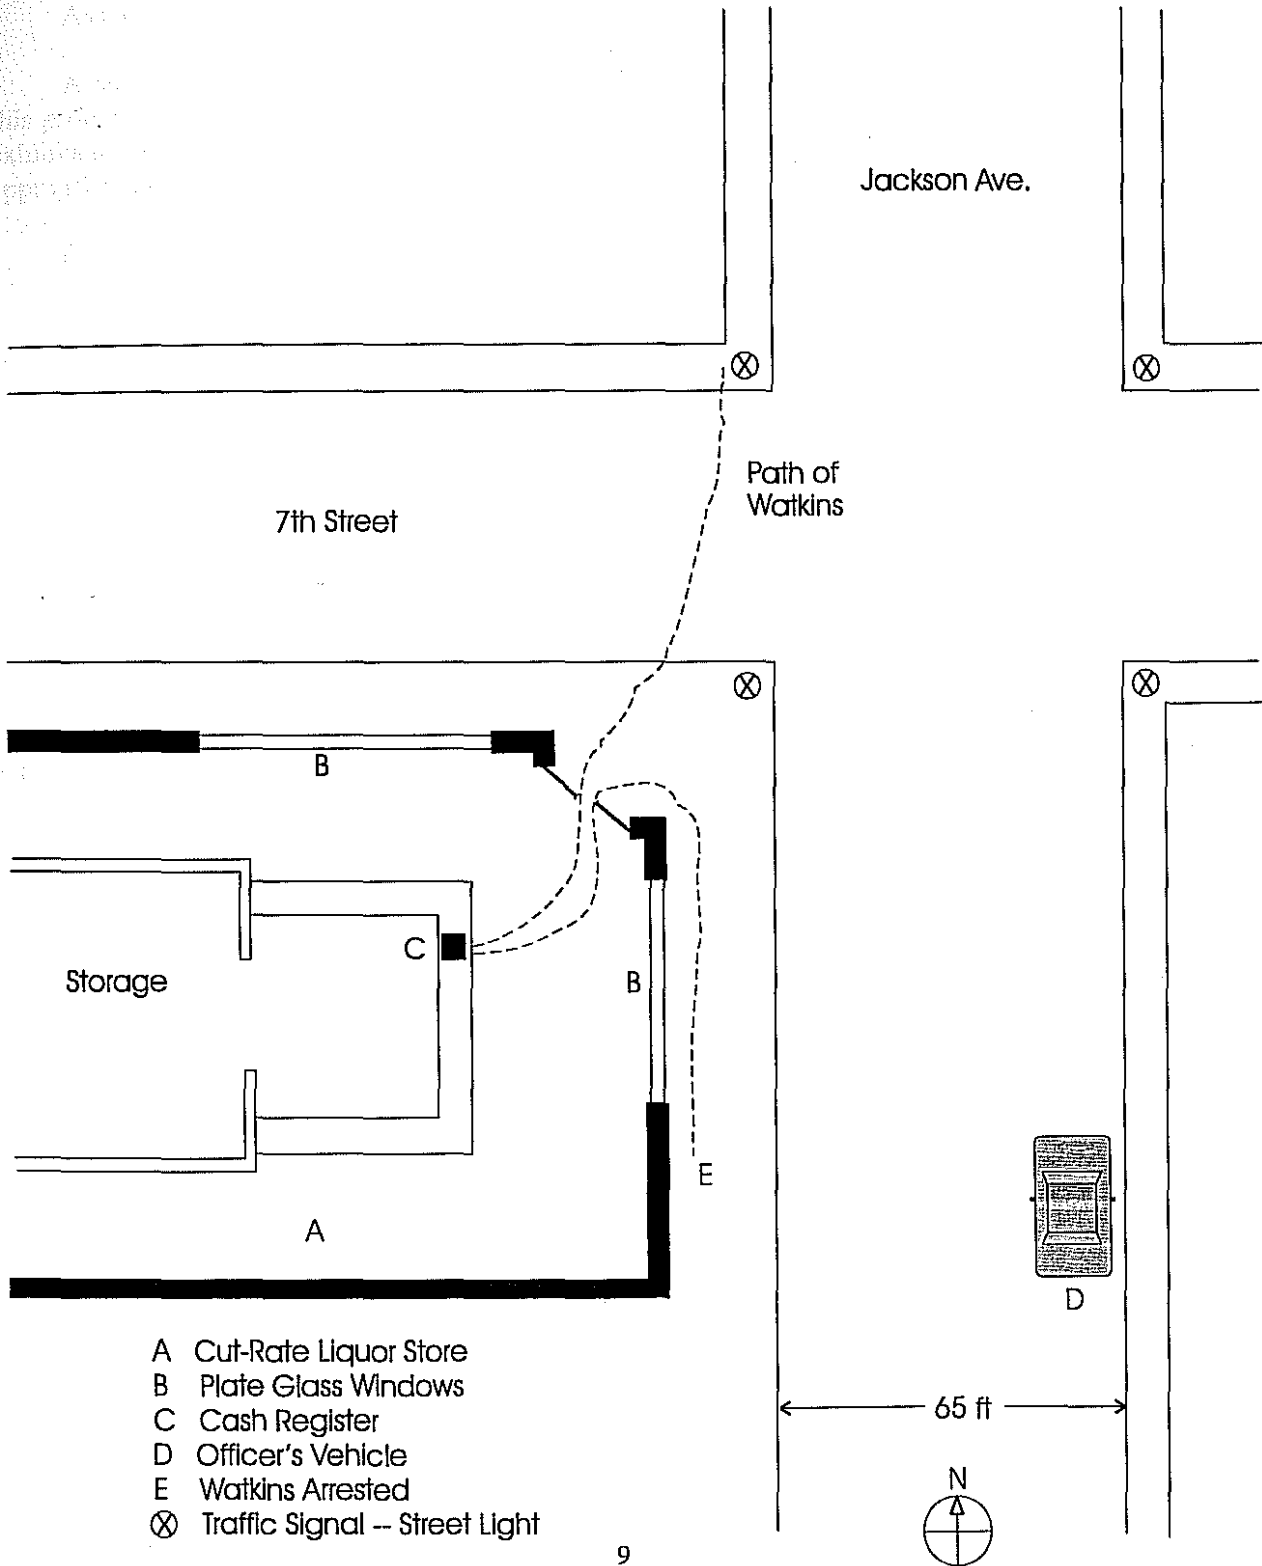 Jackson Ave.
Path of
Watkins
7th Street
B
C
Storage
B
E
A
D
A Cut-Rate Liquor Store
B Plate Glass Windows
C Cash Register
D Officer's Vehicle
E Watkins Arrested
Traffic Signal -- Street Light
65 ft
N
9